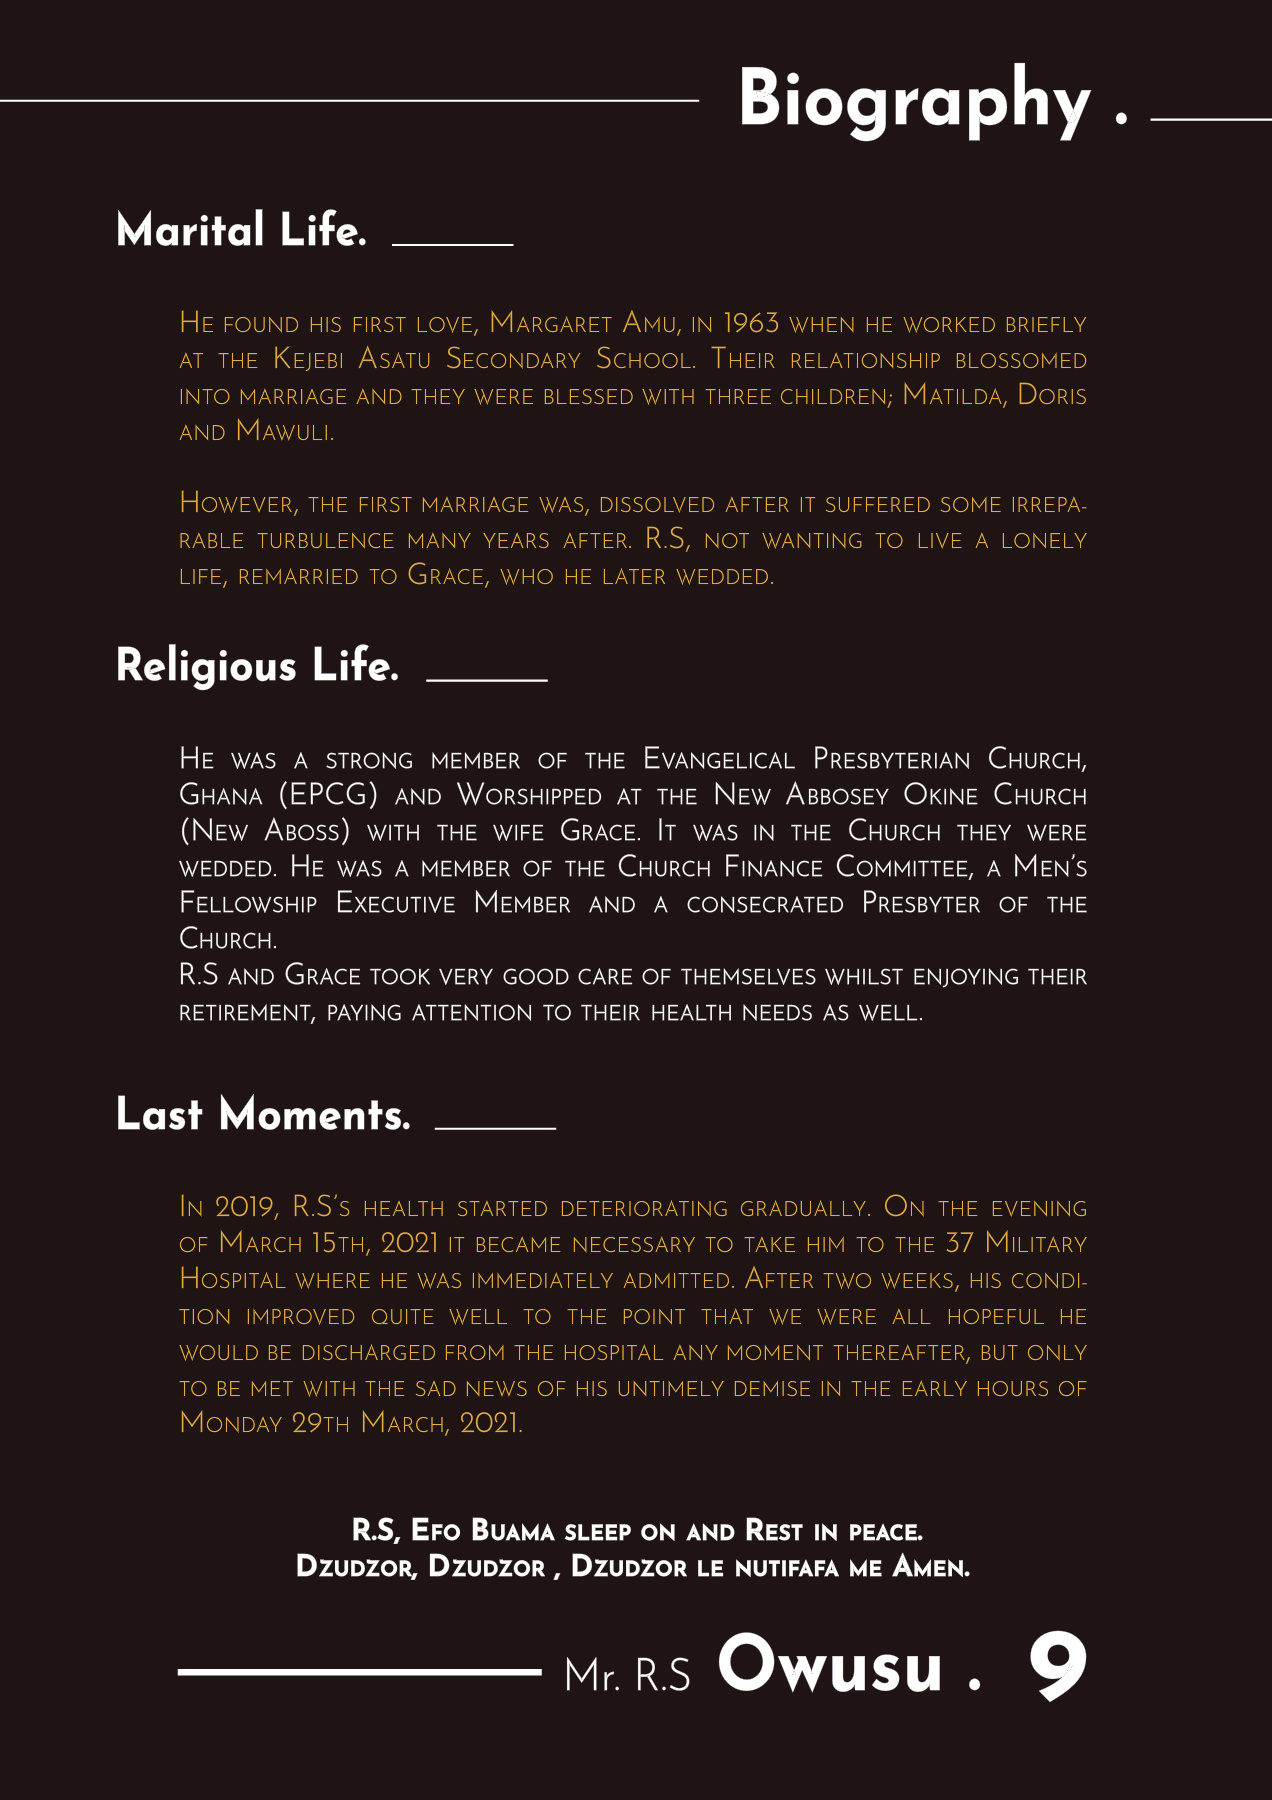 Biography .
Marital Life.
He found his first love, Margaret Amu, in 1963 when he worked briefly
at the Kejebi Asatu Secondary School. Their relationship blossomed
into marriage and they were blessed with three children; Matilda, Doris
and Mawuli.
However, the first marriage was, dissolved after it suffered some irrepa-
rable turbulence many years after. R.S, not wanting to live a lonely
life, remarried to Grace, who he later wedded.
Religious Life.
He was a strong member of the Evangelical Presbyterian Church,
Ghana (EPCG) and Worshipped at the New Abbosey Okine Church
(New Aboss) with the wife Grace. It was in the Church they were
wedded. He was a member of the Church Finance Committee, a Men’s
Fellowship Executive Member and a consecrated Presbyter of the
Church.
R.S and Grace took very good care of themselves whilst enjoying their
retirement, paying attention to their health needs as well.
Last Moments.
In 2019, R.S’s health started deteriorating gradually. On the evening
of March 15th, 2021 it became necessary to take him to the 37 Military
Hospital where he was immediately admitted. After two weeks, his condi-
tion improved quite well to the point that we were all hopeful he
would be discharged from the hospital any moment thereafter, but only
to be met with the sad news of his untimely demise in the early hours of
Monday 29th March, 2021.
R.S, Efo Buama sleep on and Rest in peace.
Dzudzor, Dzudzor , Dzudzor le nutifafa me Amen.
Mr. R.S Owusu . 9